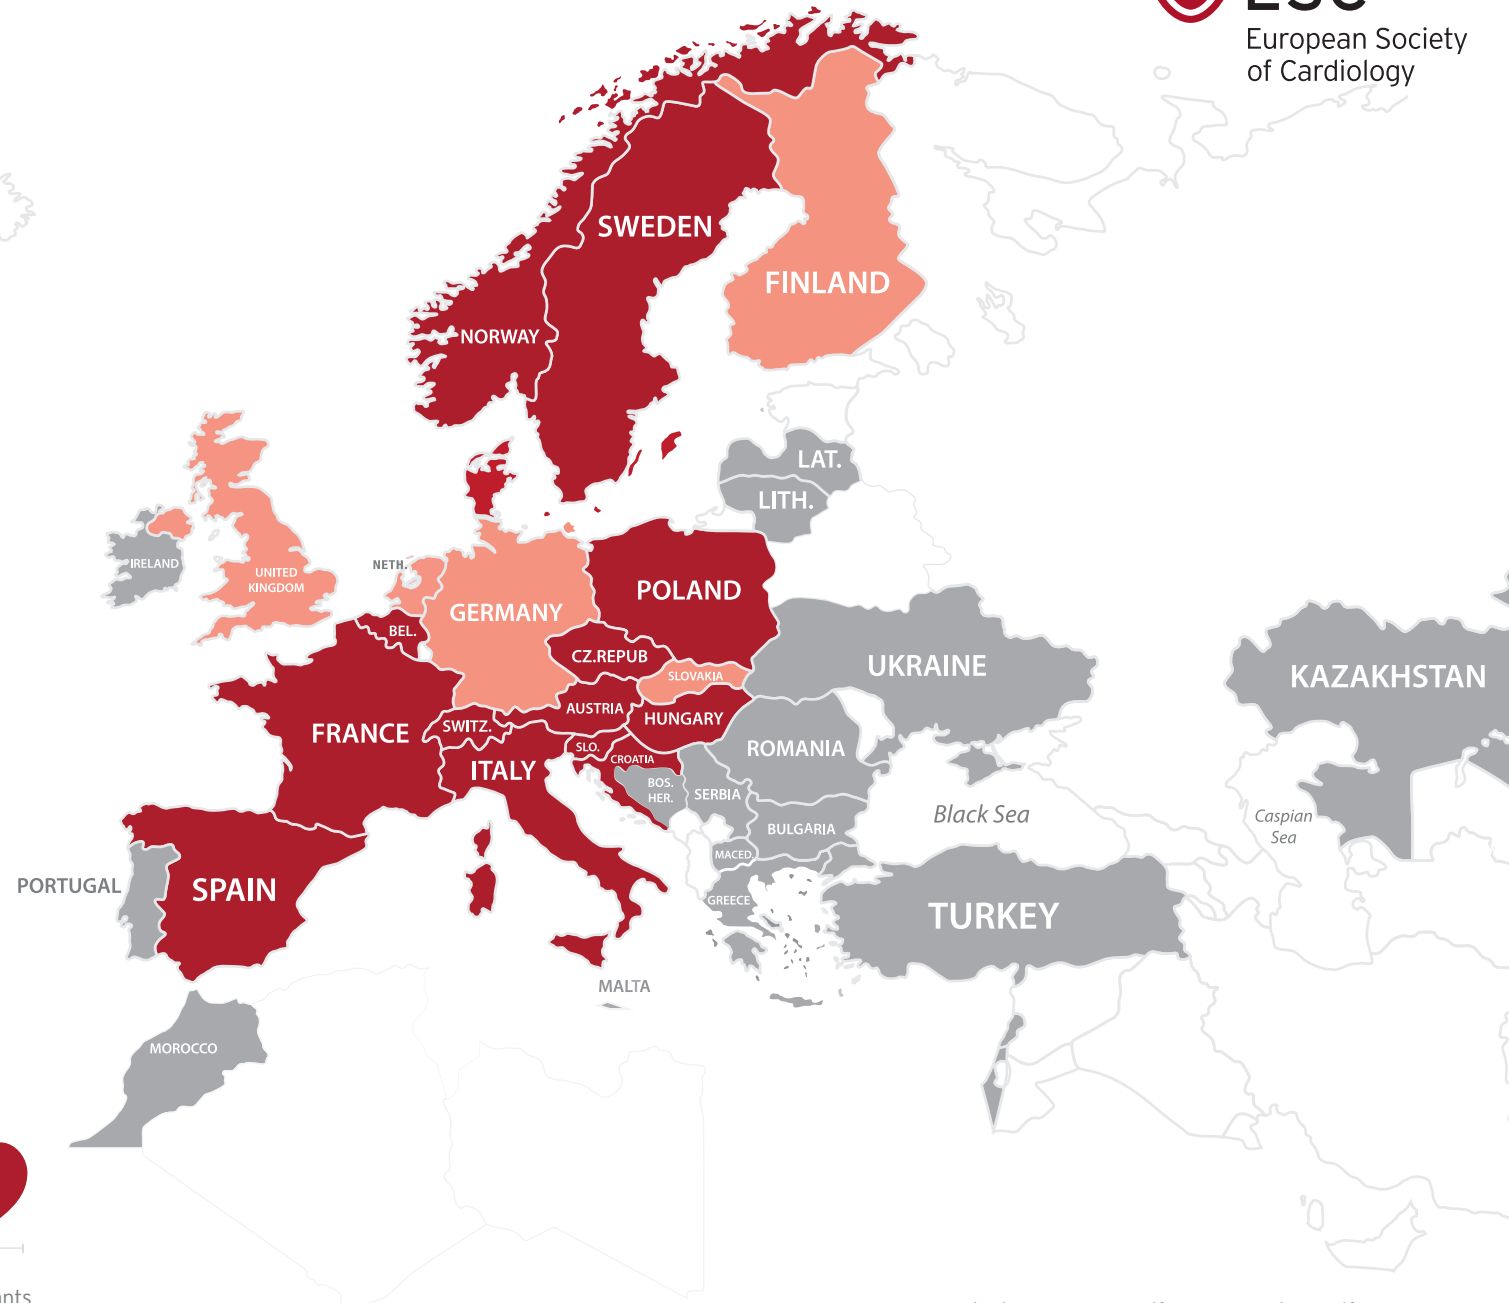 ESC
European Society
of Cardiology
SWEDEN
FINLAND
NORWAY
LAT.
LITH.
IRELAND
NETH.
UNITED
KINGDOM
GERMANY
POLAND
BEL.
CZ.REPUB
SLOVAKIA
UKRAINE
KAZAKHSTAN
AUSTRIA
HUNGARY
FRANCE
SWITZ.
SLO.
CROATIA
ROMANIA
ITALY
BOS.
HER.
SERBIA
Black Sea
Caspian
Sea
BULGARIA
MACED.
PORTUGAL
SPAIN
GREECE
TURKEY
MALTA
MOROCCO